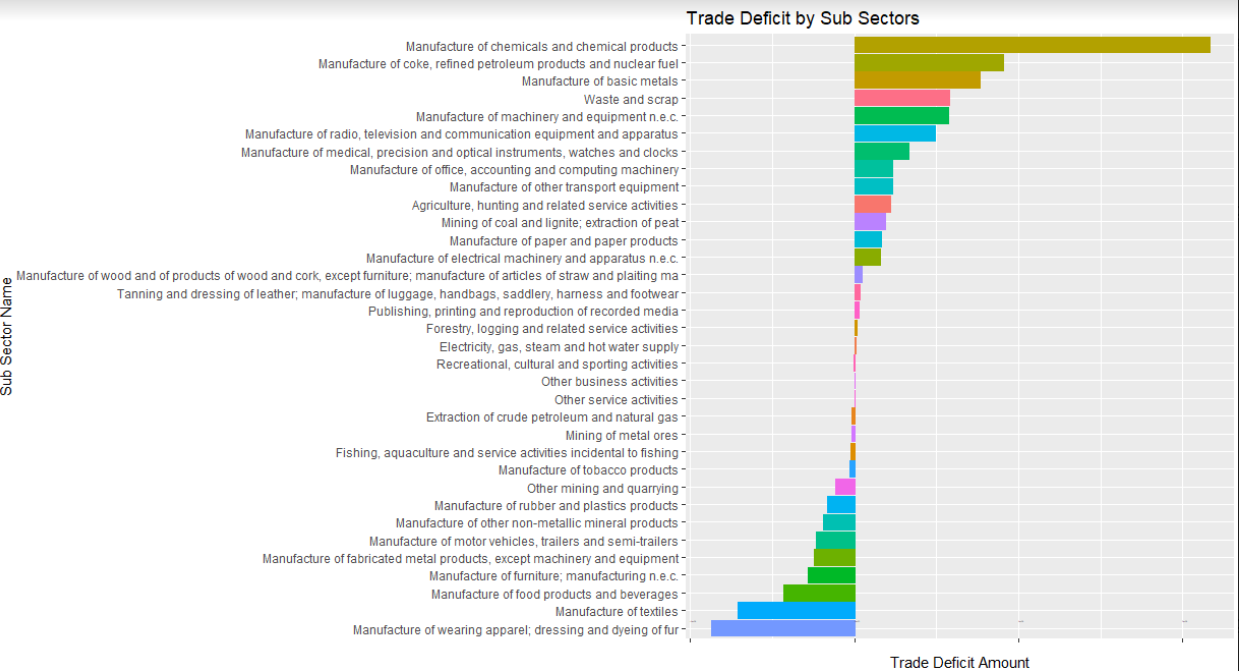 Trade Deficit by Sub Sectors
Manufacture of chemicals and chemical products
Manufacture of coke, refined petroleum products and nuclear fuel
Manufacture of basic metals
Waste and scrap
Manufacture of machinery and equipment n.e.c.
Manufacture of radio, television and communication equipment and apparatus
Manufacture of medical, precision and optical instruments, watches and clocks
Manufacture of office, accounting and computing machinery
Manufacture of other transport equipment
Agriculture, hunting and related service activities
Mining of coal and lignite; extraction of peat
Manufacture of paper and paper products
Manufacture of electrical machinery and apparatus n.e.c.
Manufacture of wood and of products of wood and cork, except furniture; manufacture of articles of straw and plaiting ma
Tanning and dressing of leather; manufacture of luggage, handbags, saddlery, harness and footwear
Publishing, printing and reproduction of recorded media
Forestry, logging and related service activities
Electricity, gas, steam and hot water supply
Recreational, cultural and sporting activities
Other business activities
Other service activities
Extraction of crude petroleum and natural gas
Mining of metal ores
Fishing, aquaculture and service activities incidental to fishing
Manufacture of tobacco products
Other mining and quarrying
Manufacture of rubber and plastics products
Manufacture of other non-metallic mineral products
Manufacture of motor vehicles, trailers and semi-trailers
Manufacture of fabricated metal products, except machinery and equipment
Manufacture of furniture; manufacturing n.e.c.
Manufacture of food products and beverages
Manufacture of textiles
Manufacture of wearing apparel; dressing and dyeing of fur
Sub Sector Name
Trade Deficit Amount